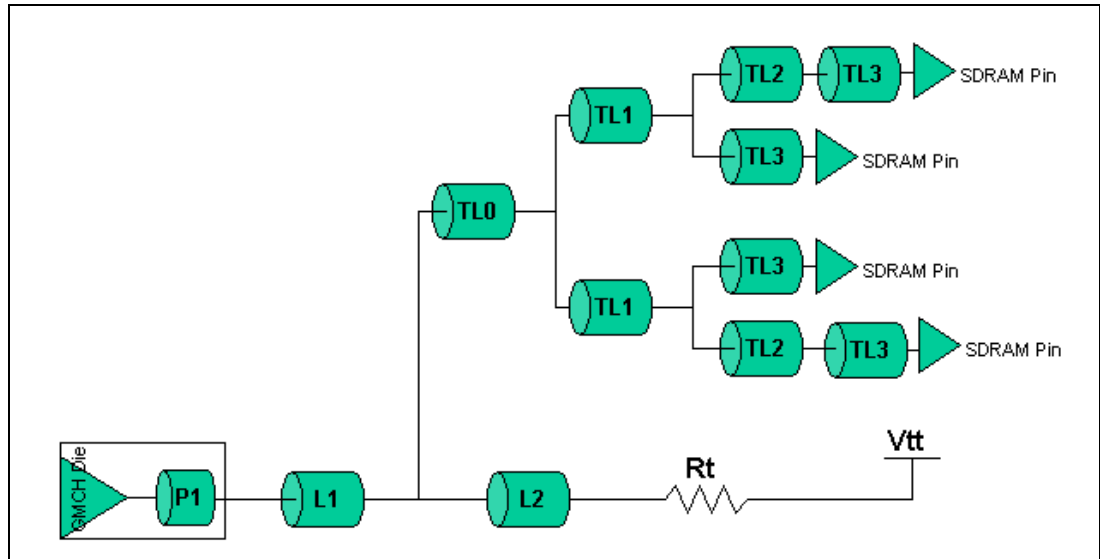 TL2
TL3
SDRAM Pin
TL1
TL3
SDRAM Pin
TL0
TL3
SDRAM Pin
TL1
TL2
TL3
SDRAM Pin
GMCH Die
P1
L1
L2
Rt
Vtt